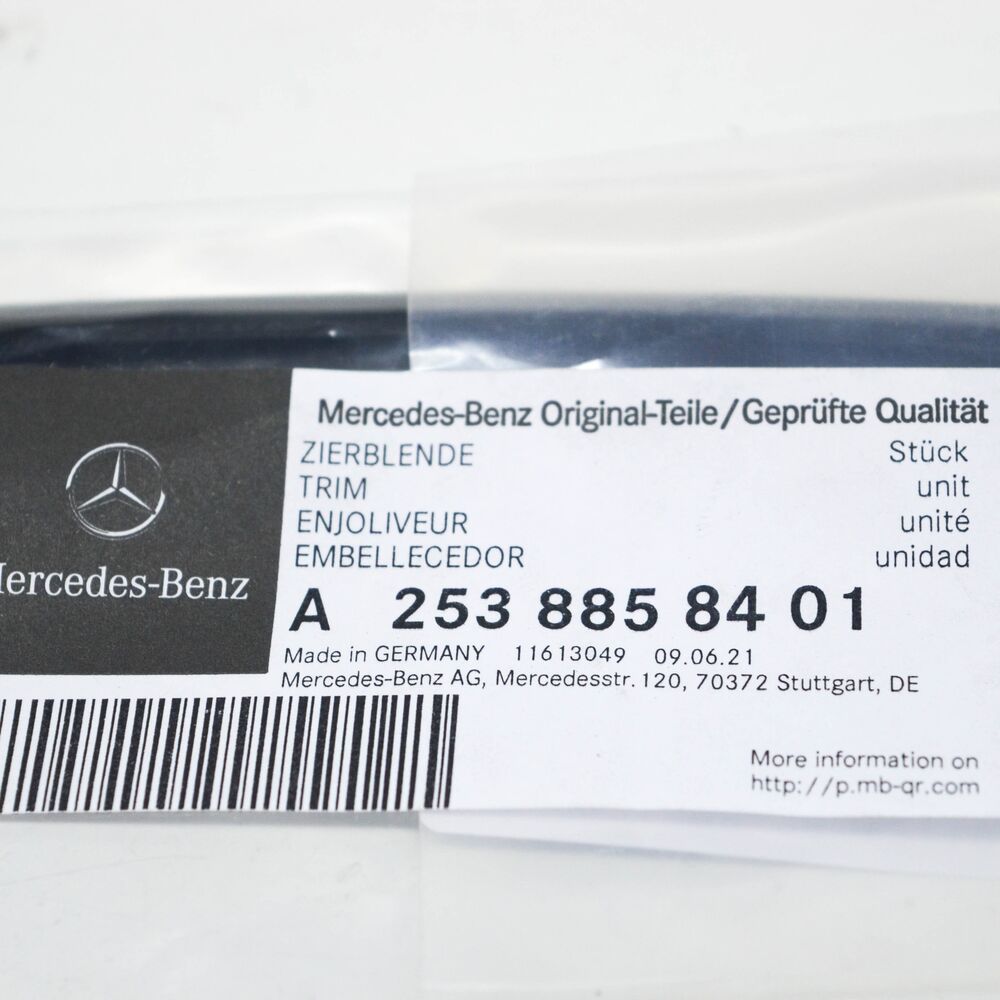 Mercedes-Benz Original-Teile/Geprüfte Qualität
ZIERBLENDE Stück
TRIM unit
ENJOLIVEUR unité
EMBELLECEDOR unidad
Mercedes-Benz
A 253 885 84 01
Made in GERMANY 11613049 09.06.21
Mercedes-Benz AG, Mercedesstr. 120, 70372 Stuttgart, DE
More information on
http://p.mb-qr.com